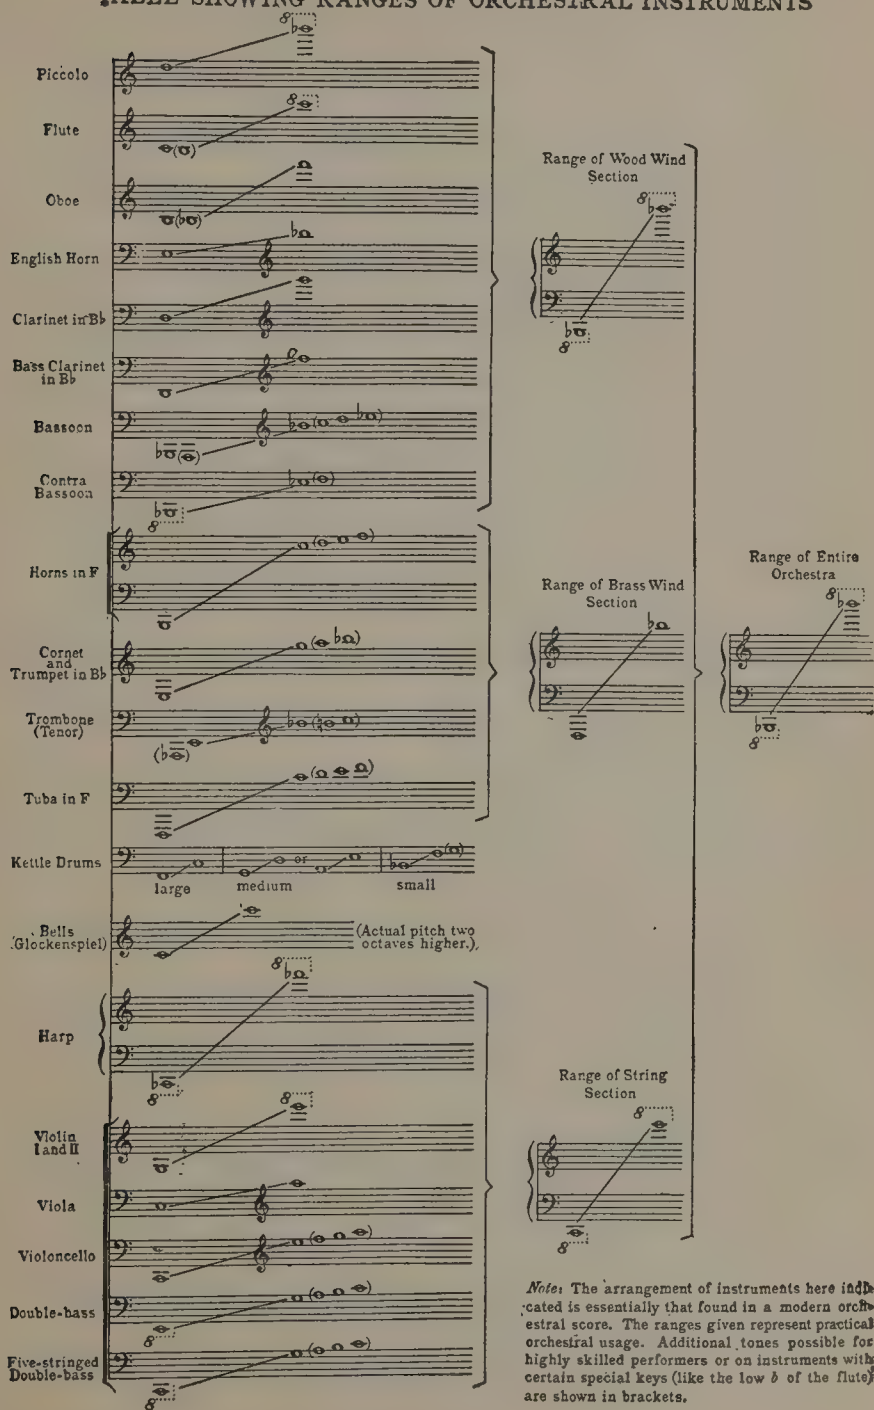 SHOWING RANGES OF ORCHESTRAL INSTRUMENTS
Piccolo
Flute
Oboe
English Horn
Clarinet in B♭
Bass Clarinet
in B♭
Bassoon
Contra
Bassoon
Horns in F
Cornet
and
Trumpet in B♭
Trombone
(Tenor)
Tuba in F
Kettle Drums
large
medium
or
small
Bells
Glockenspiel)
(Actual pitch two
octaves higher.)
Harp
Violin
I and II
Viola
Violoncello
Double-bass
Five-stringed
Double-bass
Range of Wood Wind
Section
Range of Brass Wind
Section
Range of String
Section
Range of Entire
Orchestra
Note: The arrangement of instruments here indi-
cated is essentially that found in a modern orch-
estral score. The ranges given represent practical
orchestral usage. Additional tones possible for
highly skilled performers or on instruments with
certain special keys (like the low b of the flute)
are shown in brackets.